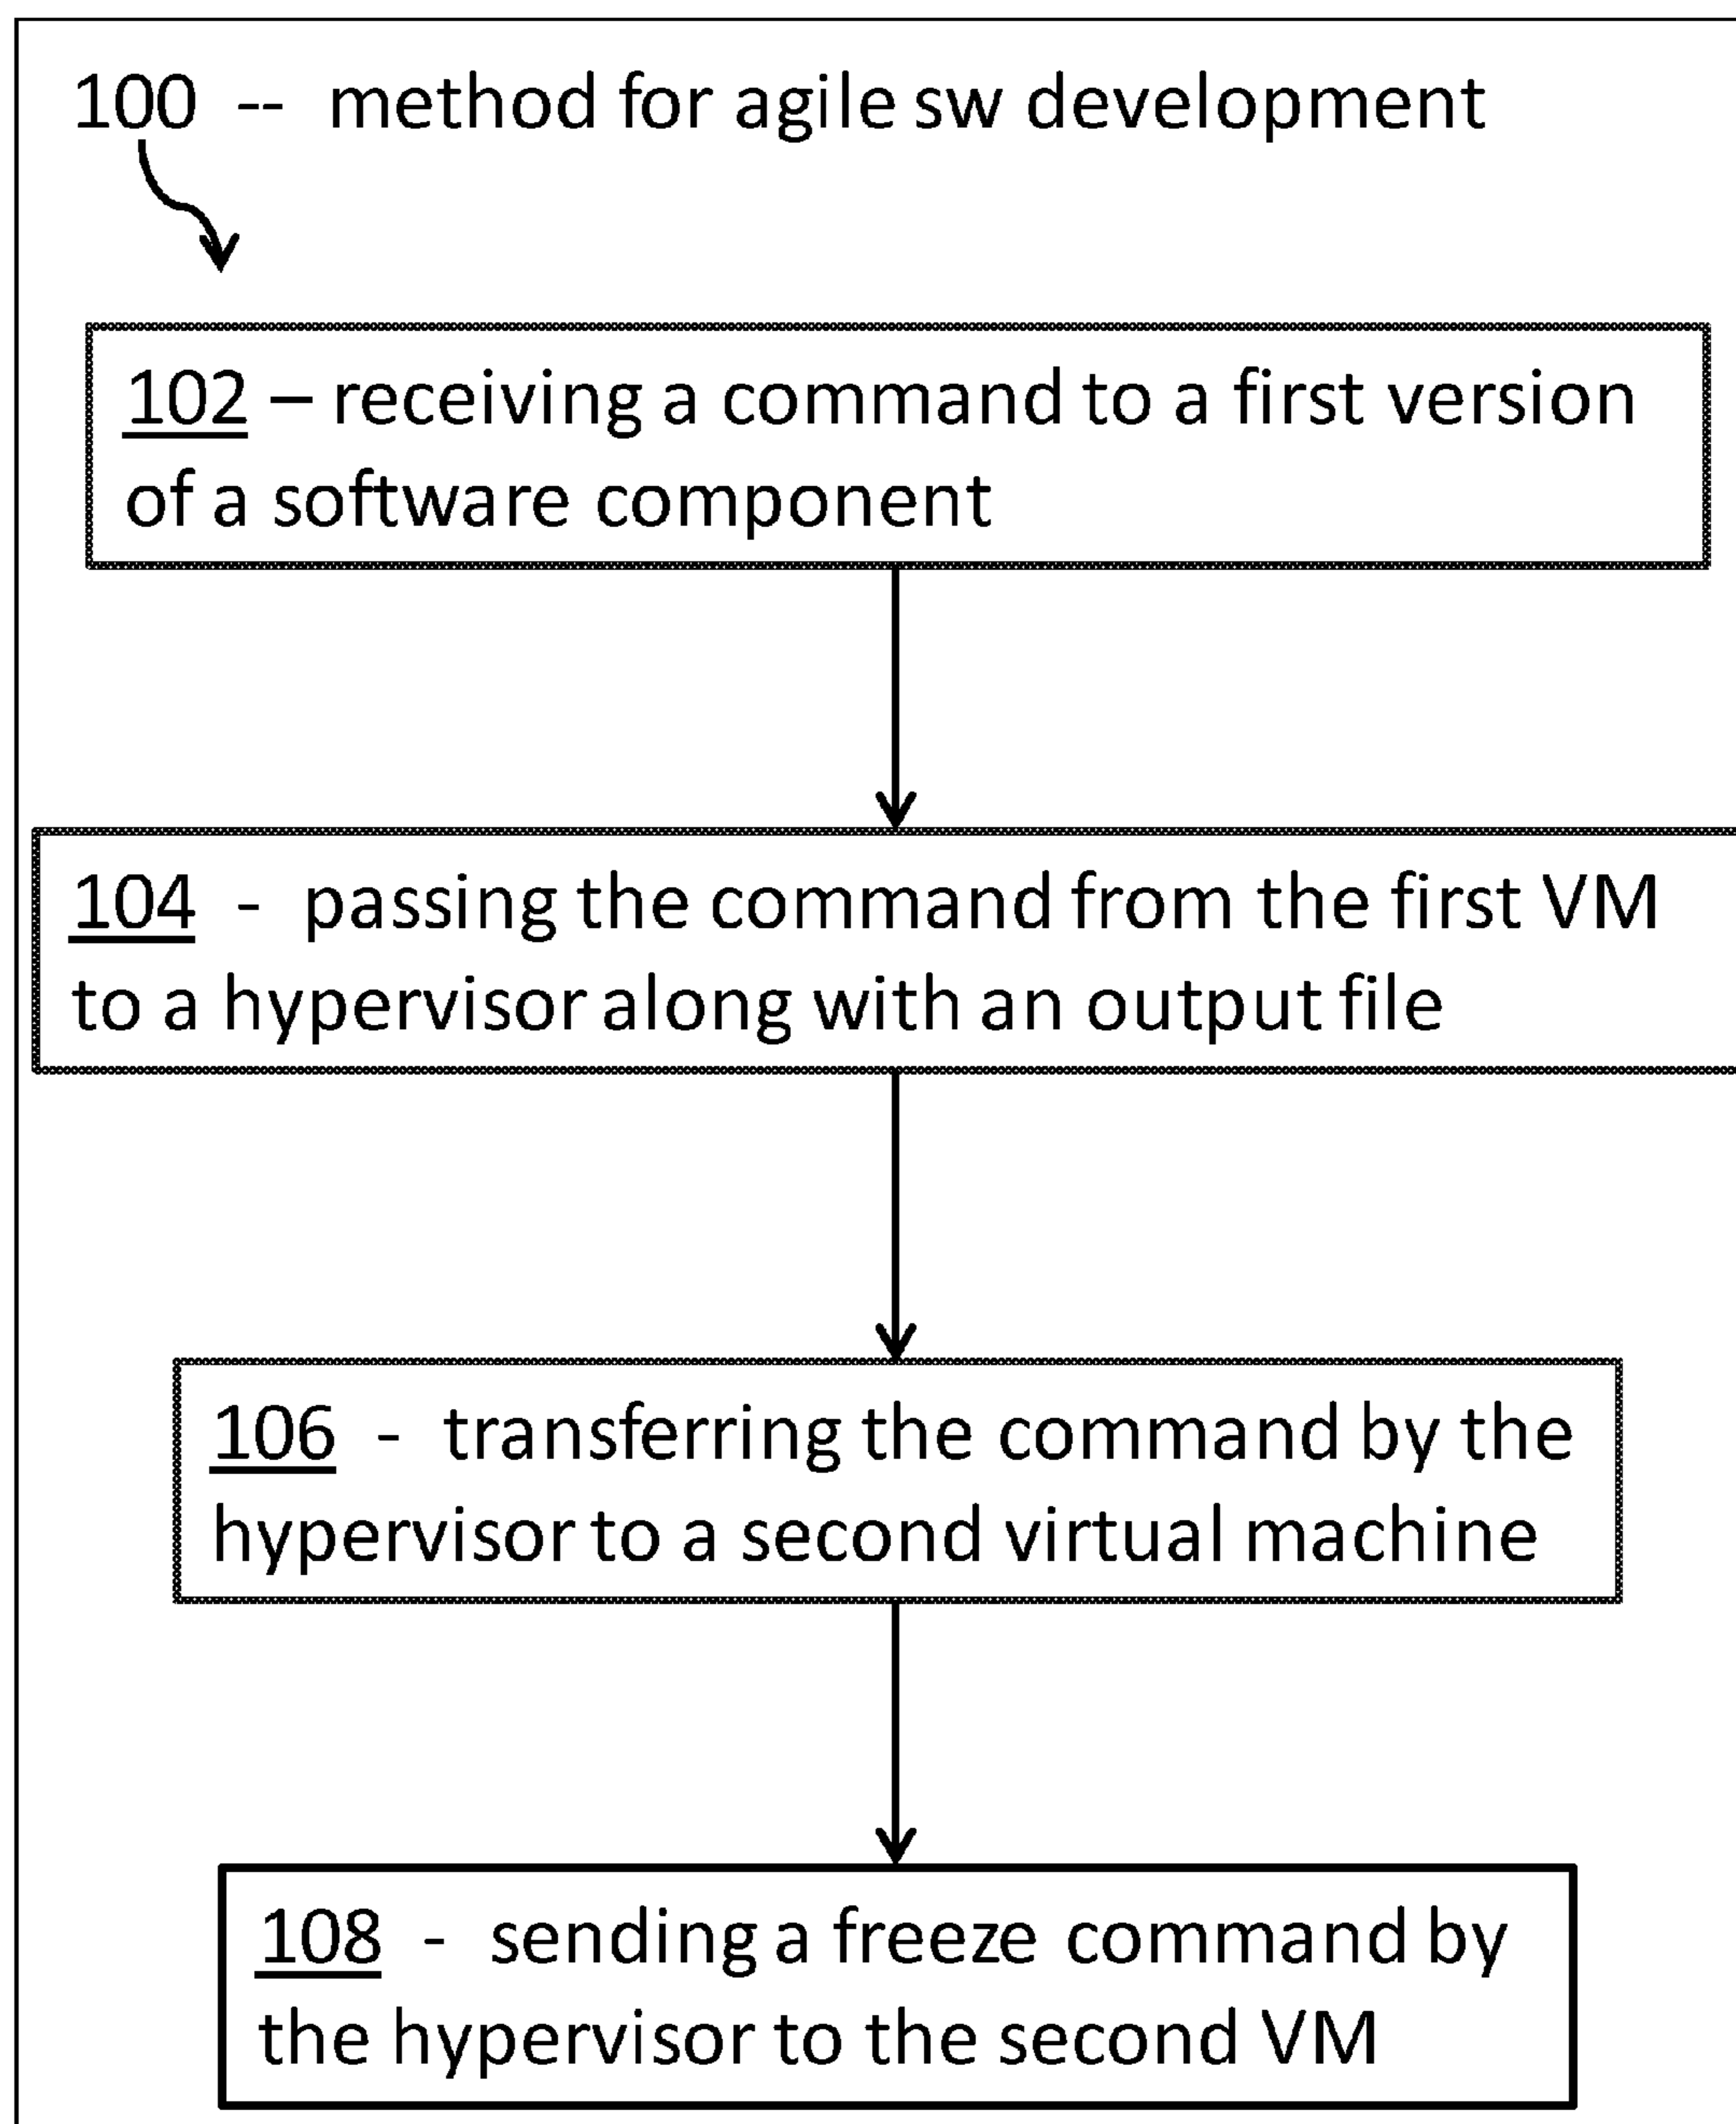 100 -- method for agile sw development
102 – receiving a command to a first version
of a software component
104 - passing the command from the first VM
to a hypervisor along with an output file
106 - transferring the command by the
hypervisor to a second virtual machine
108 - sending a freeze command by
the hypervisor to the second VM